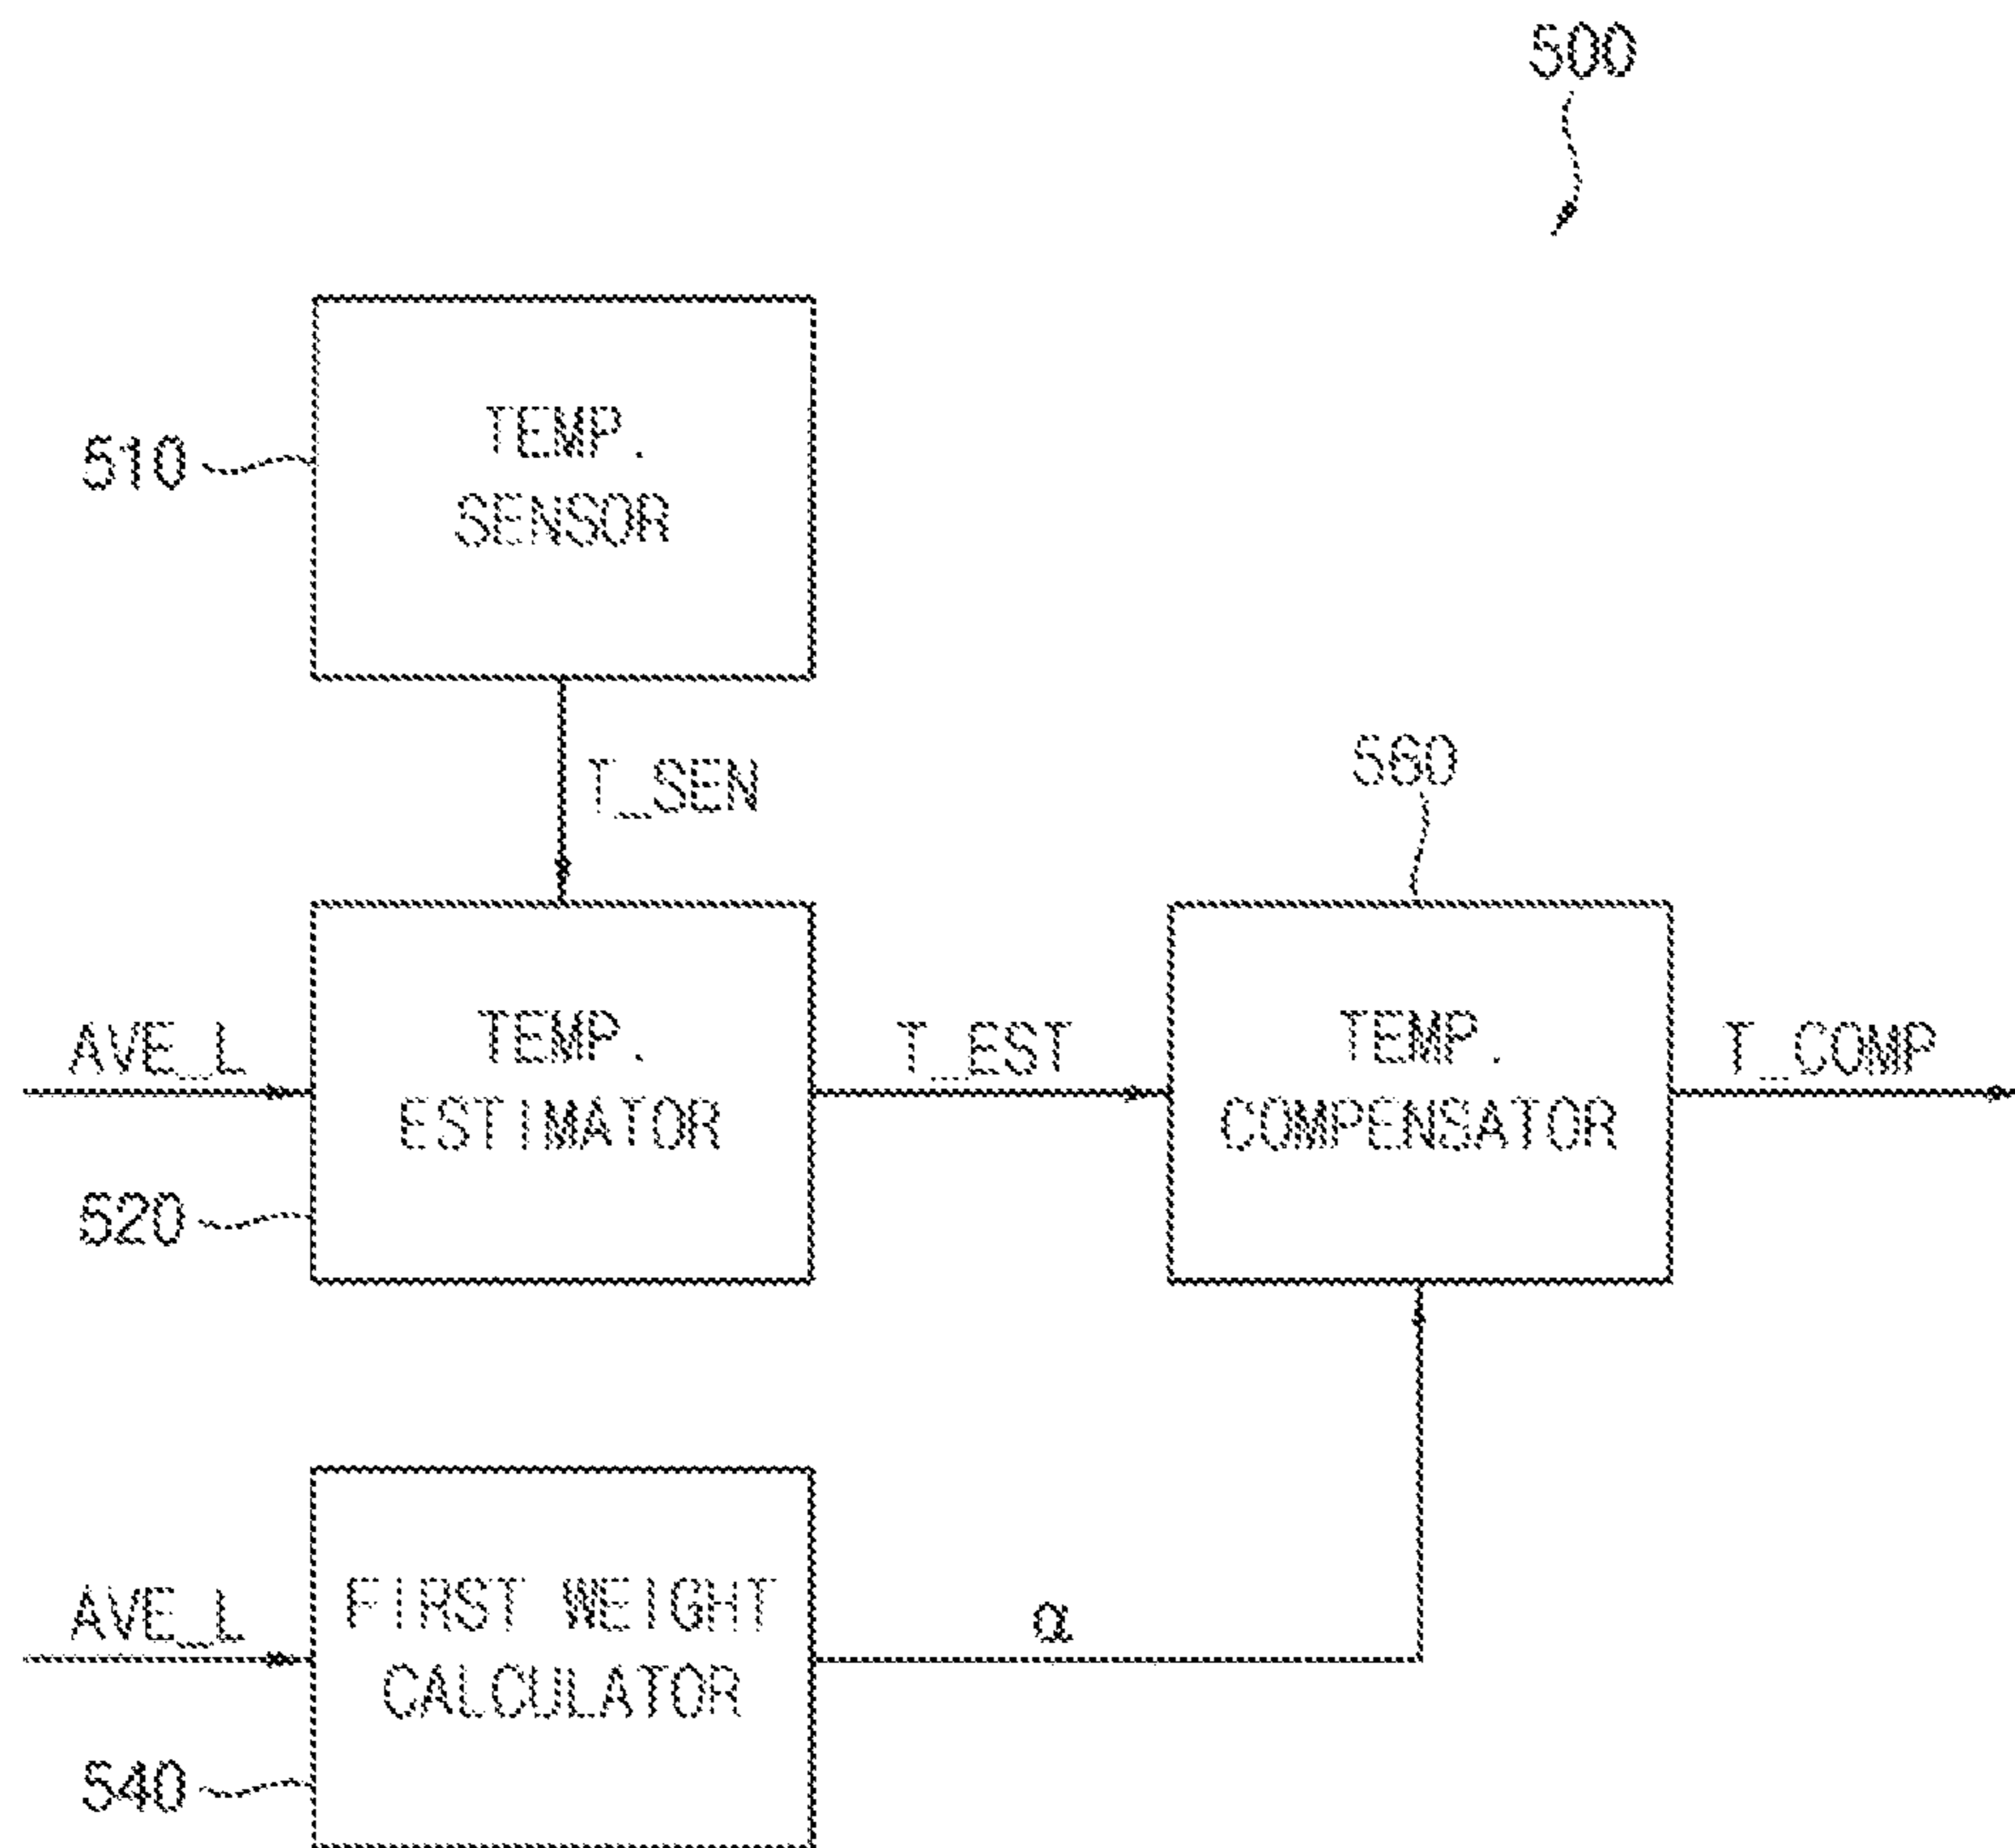 500
TEMP.
SENSOR
510
T_SEN
560
AVE_L
TEMP.
ESTIMATOR
520
T_EST
TEMP.
COMPENSATOR
T_COMP
AVE_L
FIRST WEIGHT
CALCULATOR
540
α